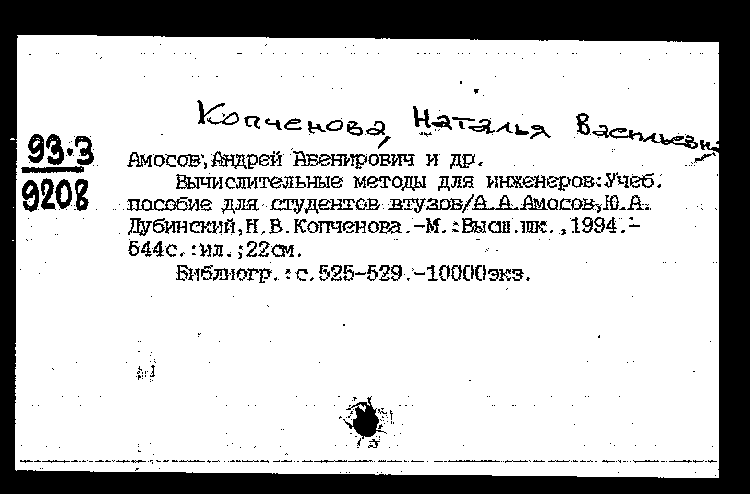 Копченова, Наталья Васильевна
93.3
9208
Амосов,Андрей Авенирович и др.
Вычислительные методы для инженеров:Учеб.
пособие для студентов втузов/А.А.Амосов,Ю.А.
Дубинский,Н.В.Копченова.-М.:Высш.шк.,1994.-
544с.:ил.;22см.
Библиогр.:с.525-529.-10000экз.